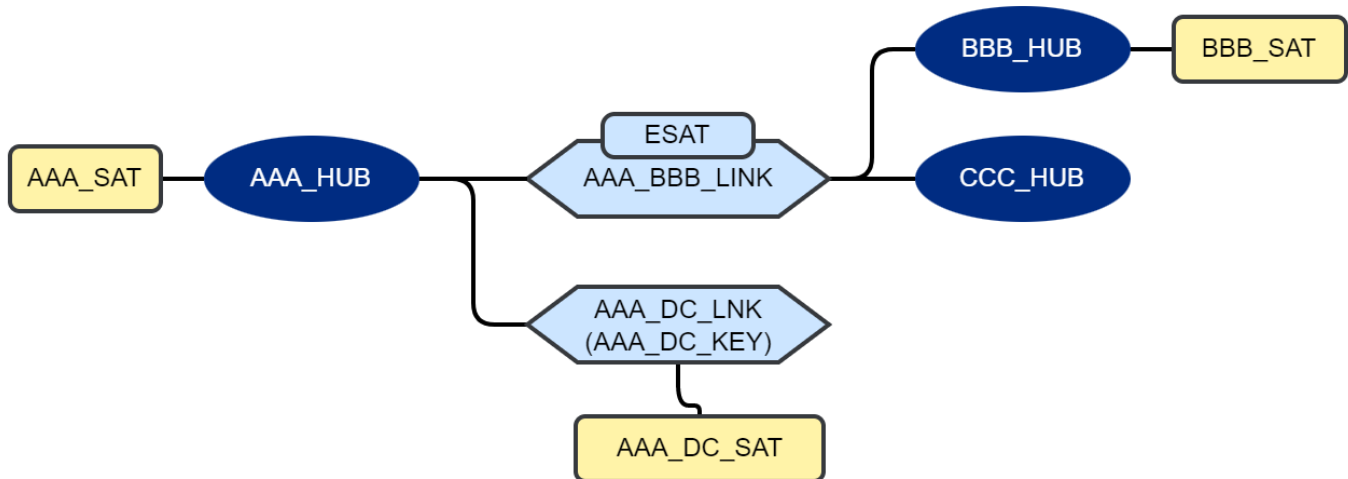 BBB_HUB
BBB_SAT
ESAT
AAA_SAT
AAA_HUB
AAA_BBB_LINK
CCC_HUB
AAA_DC_LNK
(AAA_DC_KEY)
AAA_DC_SAT